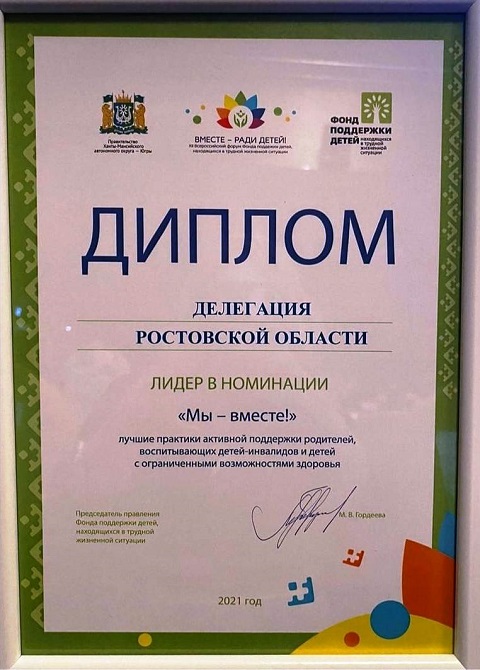 Правительство
Ханты-Мансийского
автономного округа – Югры
ВМЕСТЕ – РАДИ ДЕТЕЙ!
XII Всероссийский форум Фонда поддержки детей,
находящихся в трудной жизненной ситуации
ФОНД
ПОДДЕРЖКИ
ДЕТЕЙ находящихся
в трудной
жизненной
ситуации
ДИПЛОМ
ДЕЛЕГАЦИЯ
РОСТОВСКОЙ ОБЛАСТИ
ЛИДЕР В НОМИНАЦИИ
«Мы – вместе!»
лучшие практики активной поддержки родителей,
воспитывающих детей-инвалидов и детей
с ограниченными возможностями здоровья
Председатель правления
Фонда поддержки детей,
находящихся в трудной
жизненной ситуации
М. В. Гордеева
2021 год